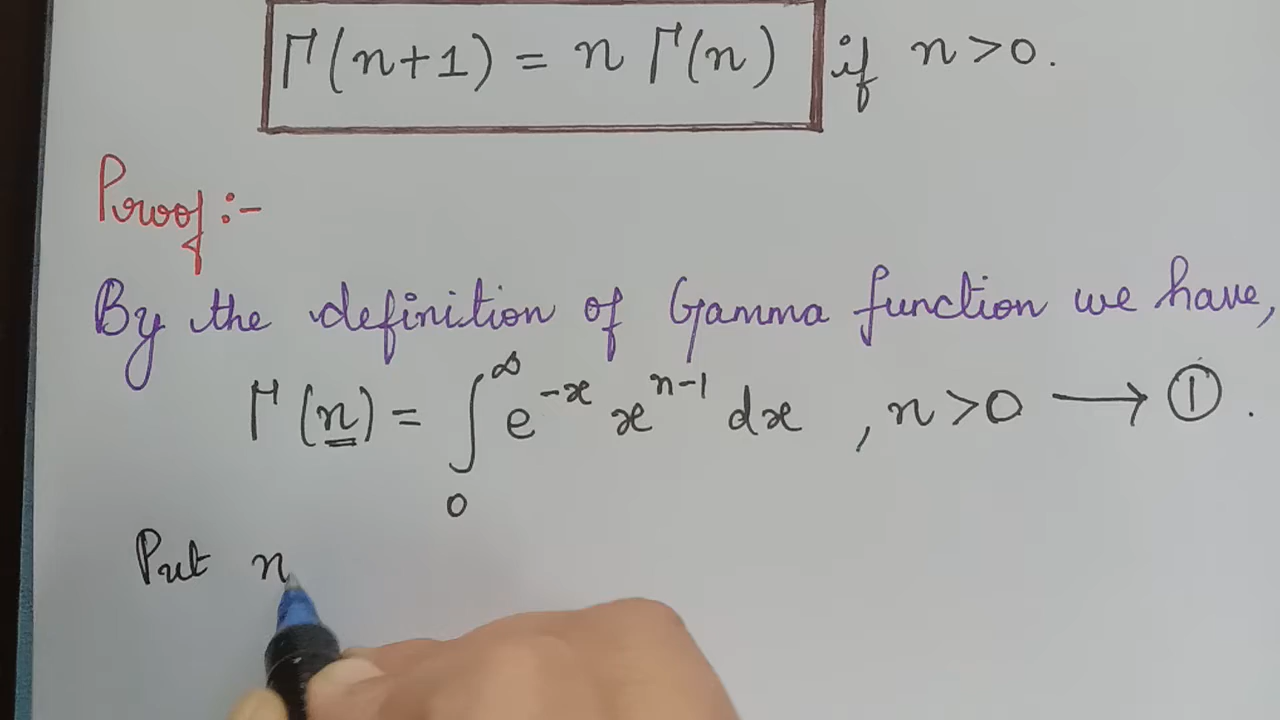 Γ(n+1) = n Γ(n) if n>0.
Proof :-
By the definition of Gamma function we have,
Γ(n) = ∫₀^∞ e^{-x} x^{n-1} dx , n>0 → ①.
Put n